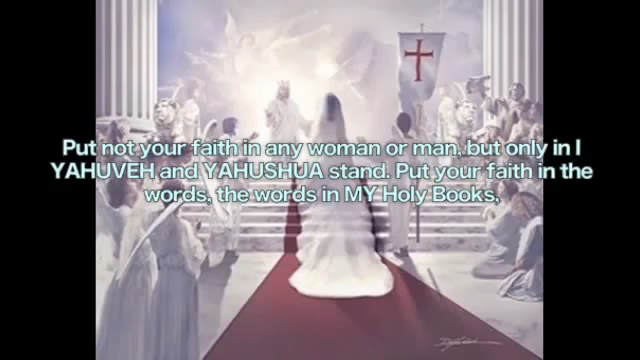 Put not your faith in any woman or man, but only in I
YAHUVEH and YAHUSHUA stand. Put your faith in the
words, the words in MY Holy Books,